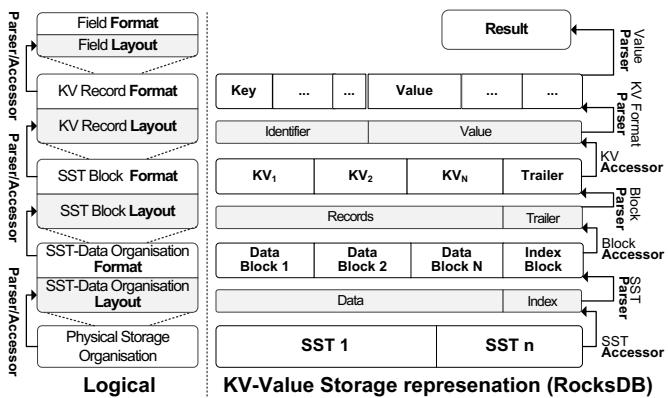 Field Format
Field Layout
KV Record Format
KV Record Layout
SST Block Format
SST Block Layout
SST-Data Organisation
Format
SST-Data Organisation
Layout
Physical Storage
Organisation
Parser/Accessor
Parser/Accessor
Parser/Accessor
Logical
Result
Key
...
...
Value
...
...
Identifier
Value
KV1
KV2
KVN
Trailer
Records
Trailer
Data
Block 1
Data
Block 2
Data
Block N
Index
Block
Data
Index
SST 1
SST n
Value
Parser
KV Format
Parser
KV
Accessor
Block
Parser
Block
Accessor
SST
Parser
SST
Accessor
KV-Value Storage represenation (RocksDB)